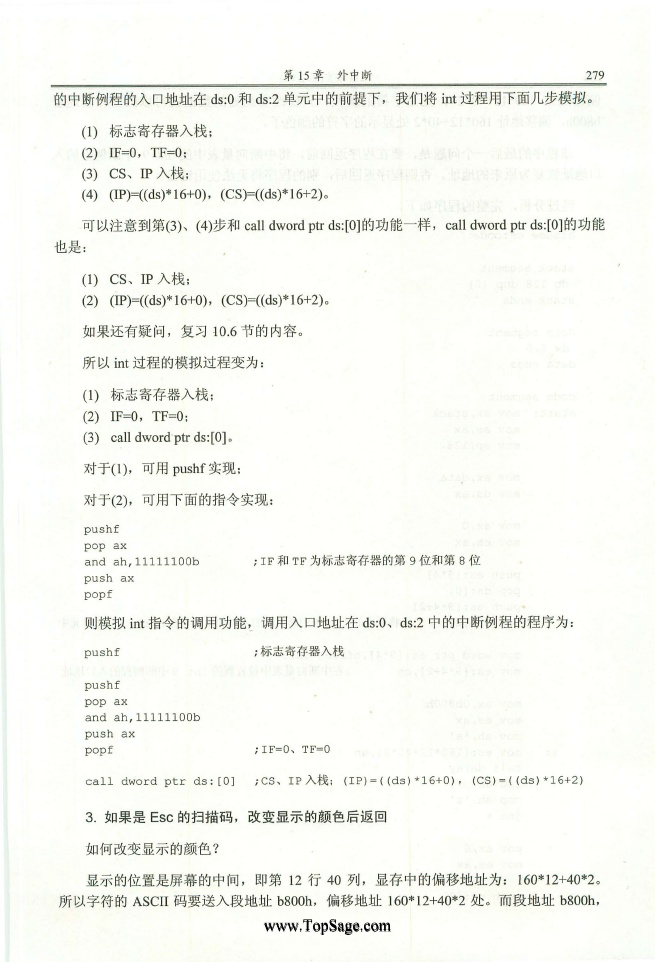 第 15 章 外中断 279
的中断例程的入口地址在 ds:0 和 ds:2 单元中的前提下，我们将 int 过程用下面几步模拟。
(1) 标志寄存器入栈；
(2) IF=0，TF=0；
(3) CS、IP 入栈；
(4) (IP)=((ds)*16+0)，(CS)=((ds)*16+2)。
可以注意到第(3)、(4)步和 call dword ptr ds:[0]的功能一样，call dword ptr ds:[0]的功能
也是：
(1) CS、IP 入栈；
(2) (IP)=((ds)*16+0)，(CS)=((ds)*16+2)。
如果还有疑问，复习 10.6 节的内容。
所以 int 过程的模拟过程变为：
(1) 标志寄存器入栈；
(2) IF=0，TF=0；
(3) call dword ptr ds:[0]。
对于(1)，可用 pushf 实现；
对于(2)，可用下面的指令实现：
pushf
pop ax
and ah,11111100b ;IF 和 TF 为标志寄存器的第 9 位和第 8 位
push ax
popf
则模拟 int 指令的调用功能，调用入口地址在 ds:0、ds:2 中的中断例程的程序为：
pushf ;标志寄存器入栈
pushf
pop ax
and ah,11111100b
push ax
popf ;IF=0、TF=0
call dword ptr ds:[0] ;CS、IP 入栈；(IP)=((ds)*16+0)，(CS)=((ds)*16+2)
3. 如果是 Esc 的扫描码，改变显示的颜色后返回
如何改变显示的颜色？
显示的位置是屏幕的中间，即第 12 行 40 列，显存中的偏移地址为：160*12+40*2。
所以字符的 ASCII 码要送入段地址 b800h，偏移地址 160*12+40*2 处。而段地址 b800h，
www.TopSage.com